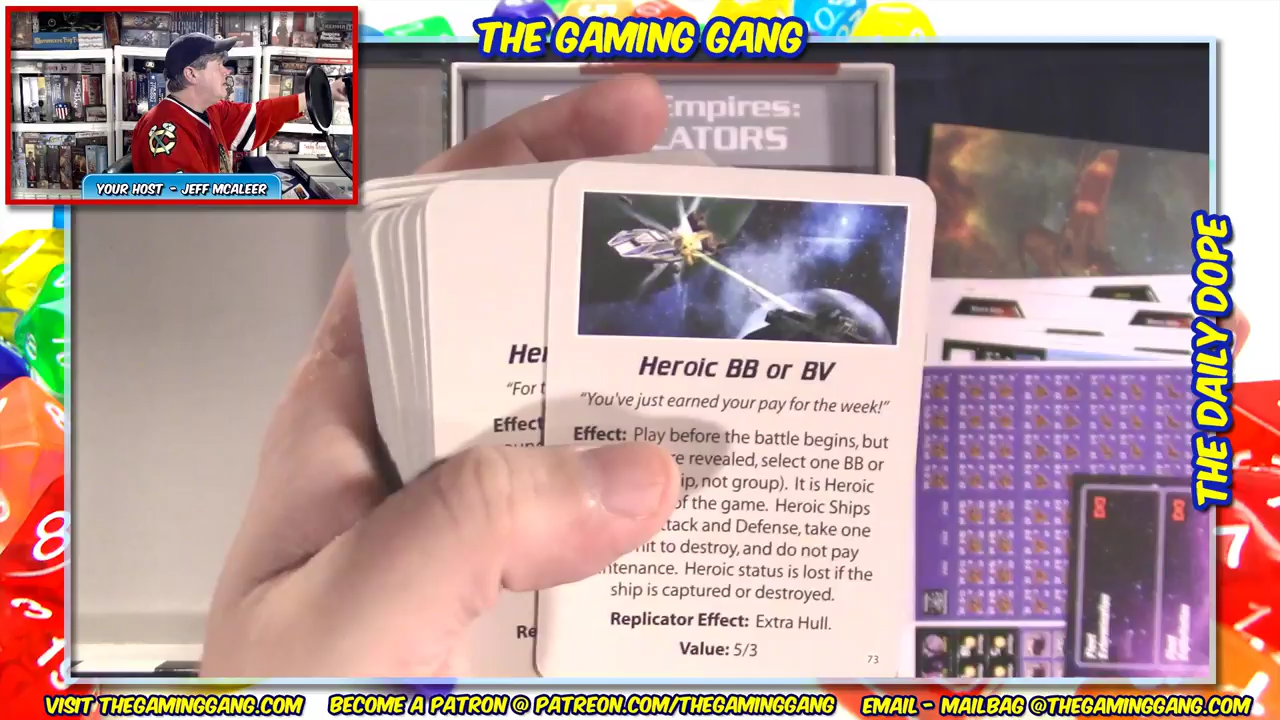 THE GAMING GANG
YOUR HOST - JEFF MCALEER
Empires:
CATORS
THE DAILY DOPE
Heroic BB or BV
"You've just earned your pay for the week!"
Effect: Play before the battle begins, but
re revealed, select one BB or
ip, not group). It is Heroic
of the game. Heroic Ships
tack and Defense, take one
hit to destroy, and do not pay
ntenance. Heroic status is lost if the
ship is captured or destroyed.
Replicator Effect: Extra Hull.
Value: 5/3
73
Her
"For t
Effect
Re
VISIT THEGAMINGGANG.COM
BECOME A PATRON @ PATREON.COM/THEGAMINGGANG
EMAIL - MAILBAG @THEGAMINGGANG.COM